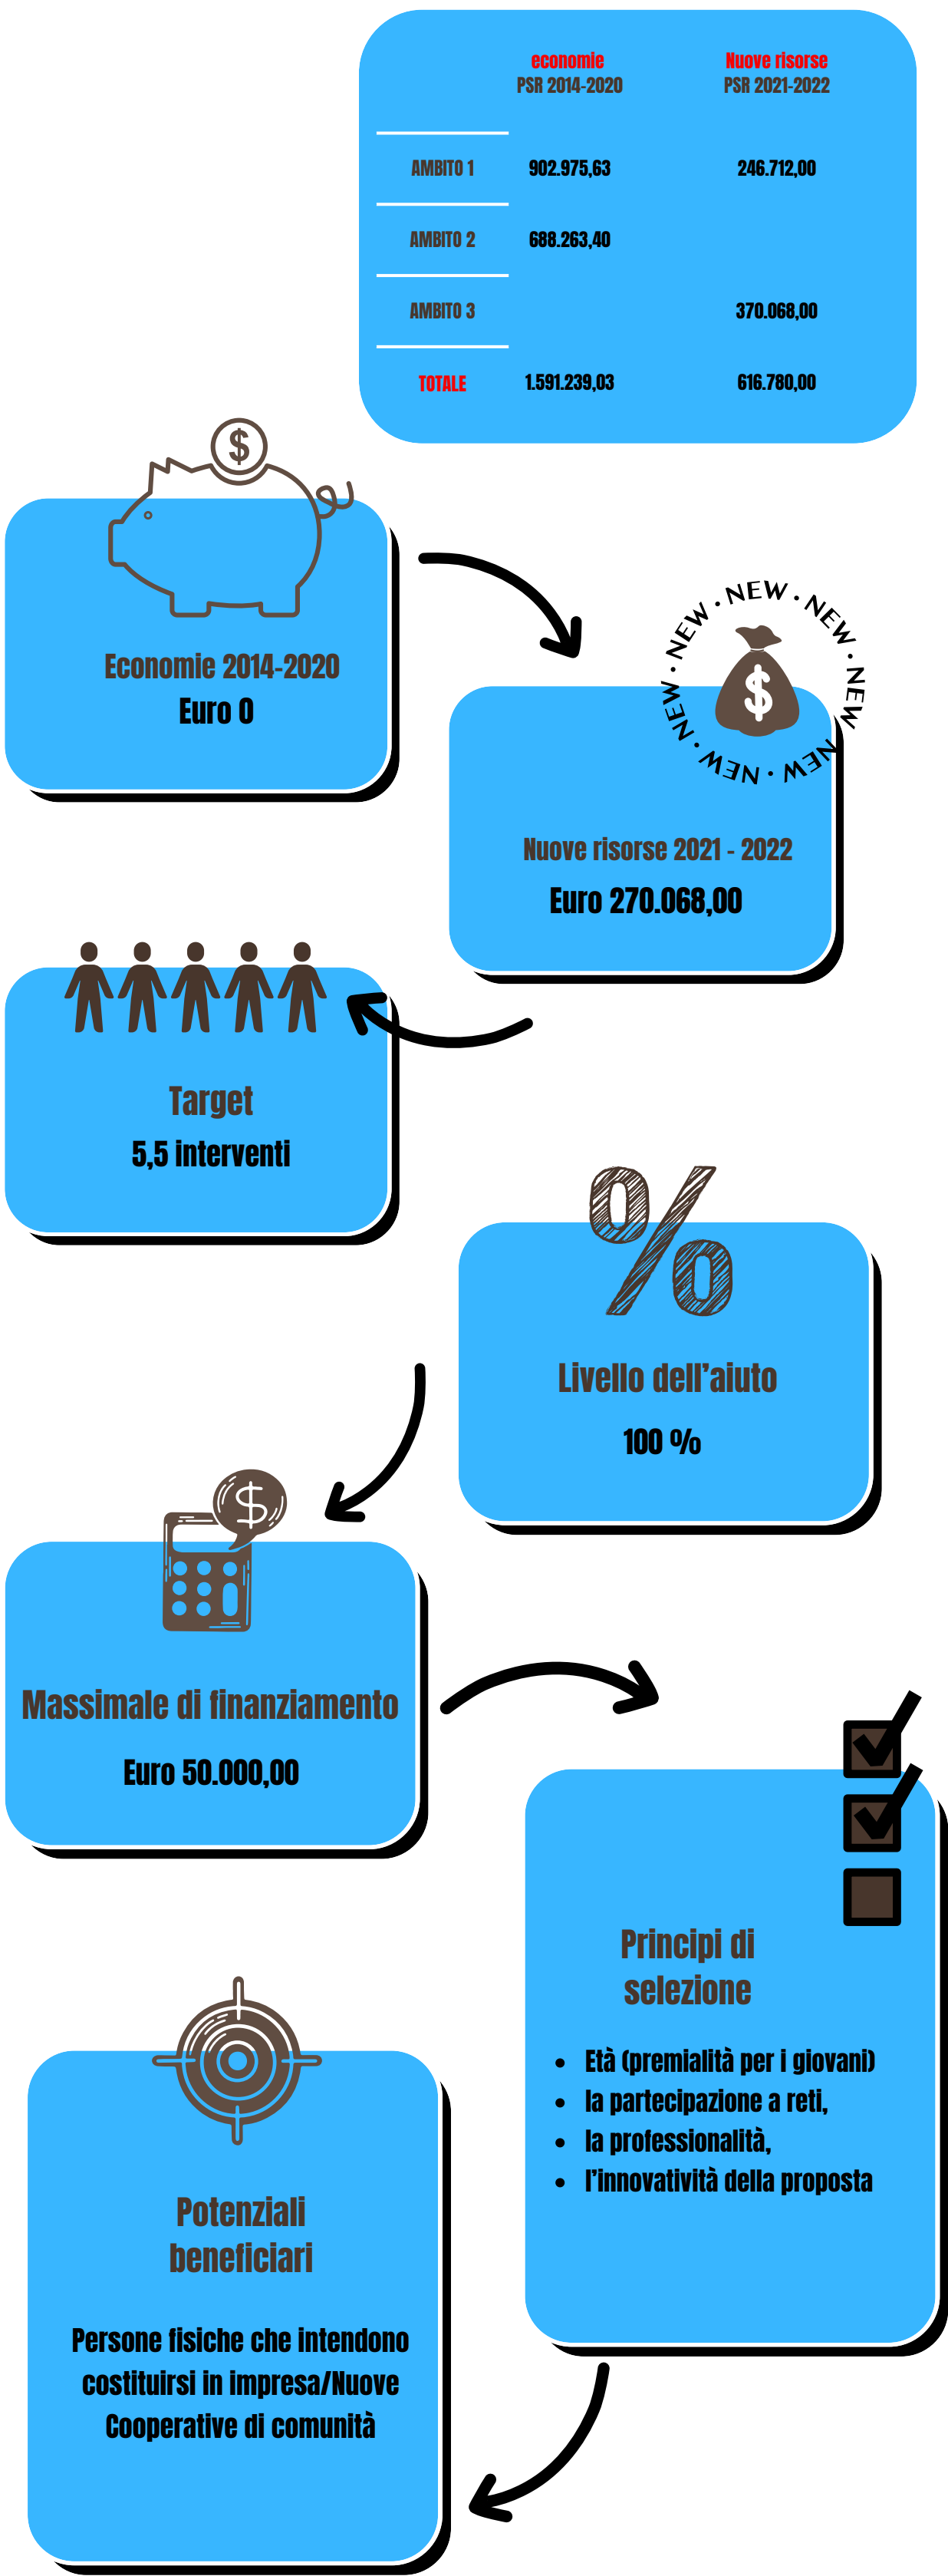 economie Nuove risorse
PSR 2014-2020 PSR 2021-2022
AMBITO 1 902.975,63 246.712,00
AMBITO 2 688.263,40
AMBITO 3 370.068,00
TOTALE 1.591.239,03 616.780,00
$
Economie 2014-2020
Euro 0
NEW · NEW · NEW · NEW · NEW · NEW · NEW · NEW ·
$
Nuove risorse 2021 - 2022
Euro 270.068,00
Target
5,5 interventi
%
Livello dell’aiuto
100 %
$
Massimale di finanziamento
Euro 50.000,00
Principi di
selezione
• Età (premialità per i giovani)
• la partecipazione a reti,
• la professionalità,
• l’innovatività della proposta
Potenziali
beneficiari
Persone fisiche che intendono
costituirsi in impresa/Nuove
Cooperative di comunità